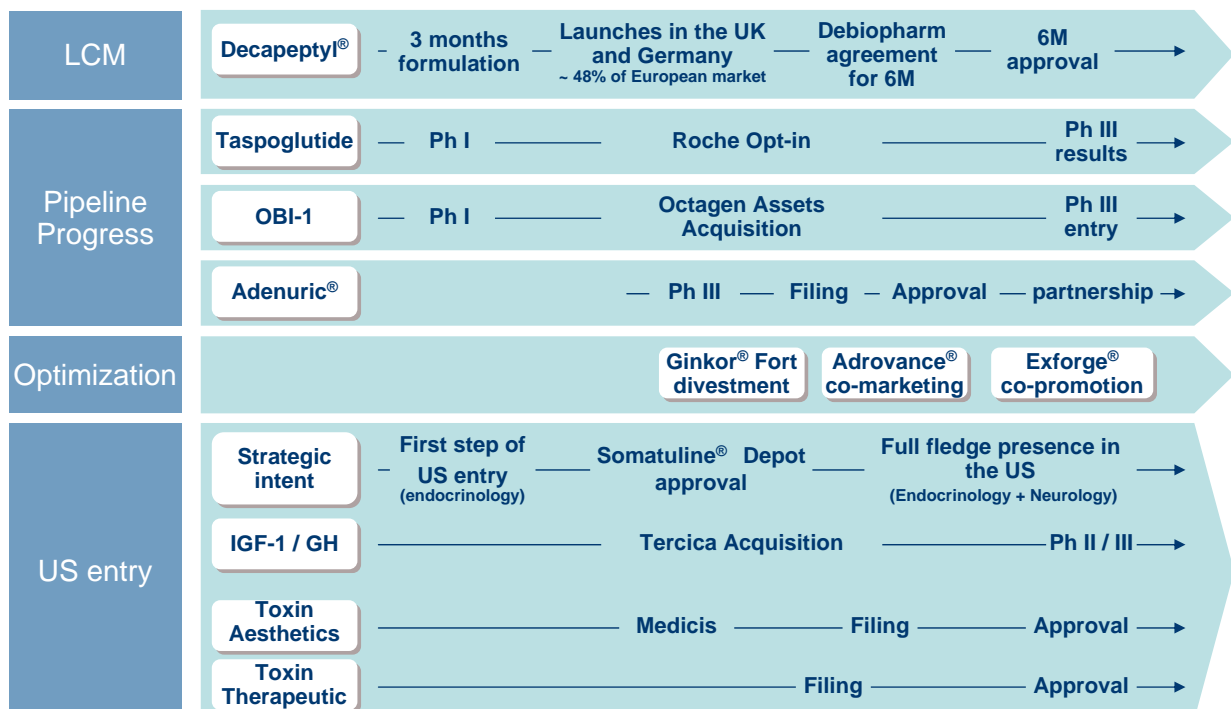 LCM
Decapeptyl®
3 months
formulation
Launches in the UK
and Germany
~ 48% of European market
Debiopharm
agreement
for 6M
6M
approval
Pipeline
Progress
Taspoglutide
Ph I
Roche Opt-in
Ph III
results
OBI-1
Ph I
Octagen Assets
Acquisition
Ph III
entry
Adenuric®
Ph III
Filing
Approval
partnership
Optimization
Ginkor® Fort
divestment
Adrovance®
co-marketing
Exforge®
co-promotion
US entry
Strategic
intent
First step of
US entry
(endocrinology)
Somatuline® Depot
approval
Full fledge presence in
the US
(Endocrinology + Neurology)
IGF-1 / GH
Tercica Acquisition
Ph II / III
Toxin
Aesthetics
Medicis
Filing
Approval
Toxin
Therapeutic
Filing
Approval